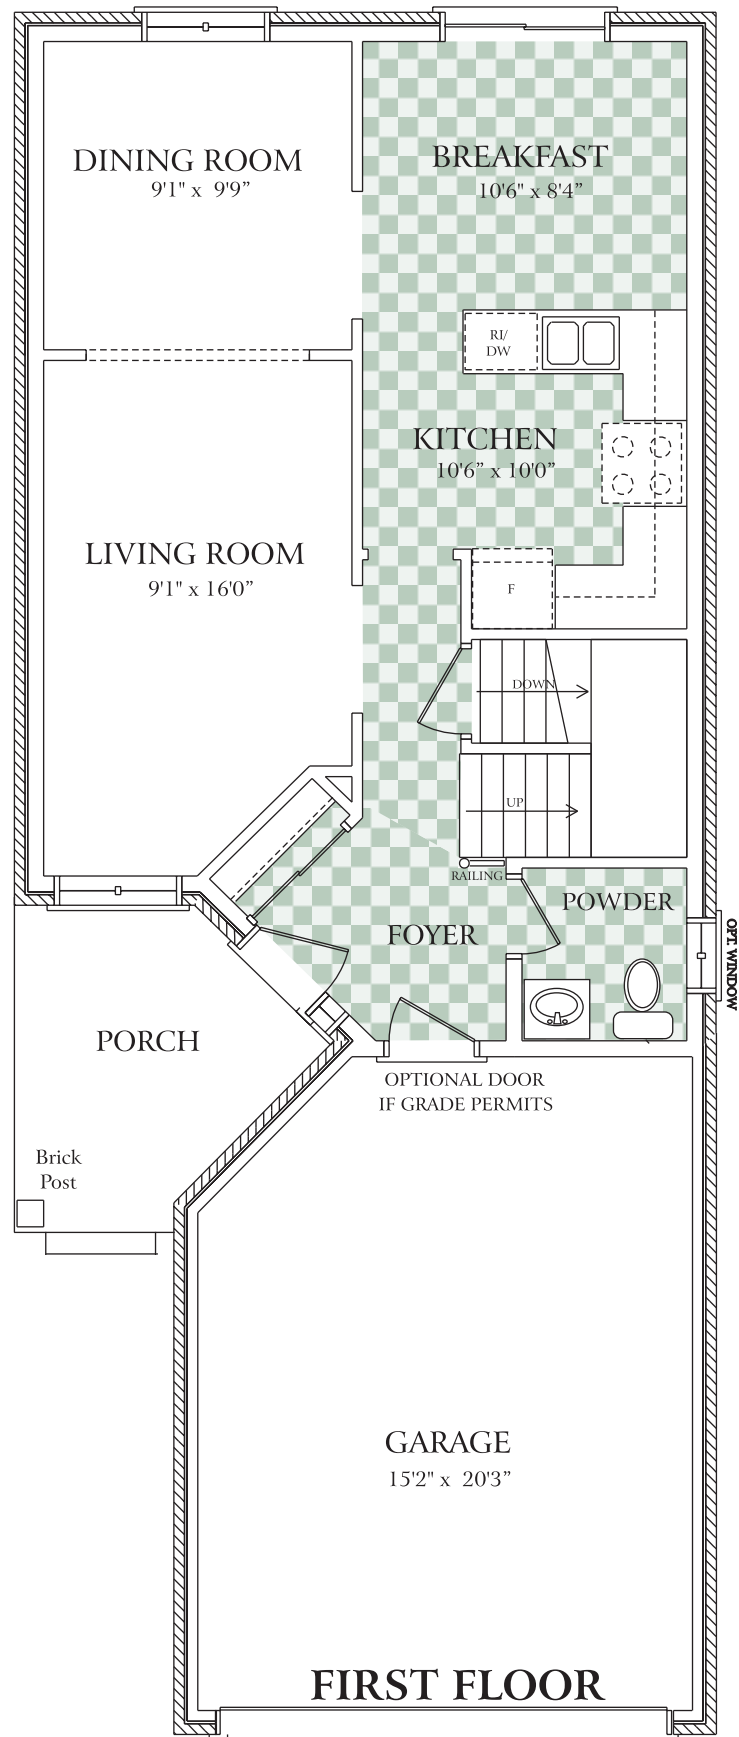 DINING ROOM
9'1" x 9'9”
BREAKFAST
10'6" x 8'4”
RI/
DW
KITCHEN
10'6” x 10'0”
LIVING ROOM
9'1" x 16'0”
F
DOWN
UP
RAILING
POWDER
FOYER
OPT. WINDOW
PORCH
OPTIONAL DOOR
IF GRADE PERMITS
Brick
Post
GARAGE
15'2" x 20'3”
FIRST FLOOR